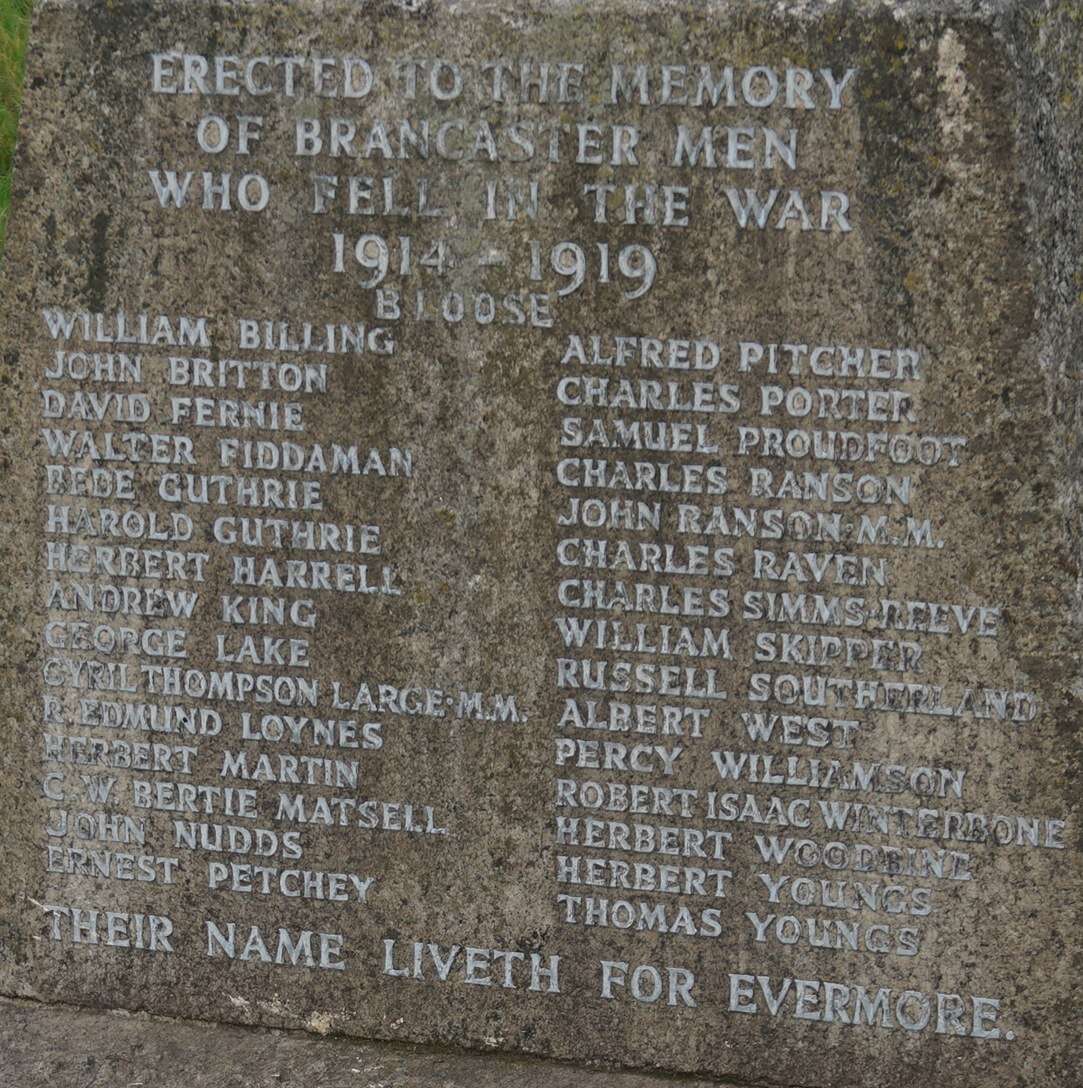 ERECTED TO THE MEMORY
OF BRANCASTER MEN
WHO FELL IN THE WAR
1914 - 1919
B LOOSE
WILLIAM BILLING
JOHN BRITTON
DAVID FERNIE
WALTER FIDDAMAN
BEDE GUTHRIE
HAROLD GUTHRIE
HERBERT HARRELL
ANDREW KING
GEORGE LAKE
CYRIL THOMPSON LARGE·M.M.
R. EDMUND LOYNES
HERBERT MARTIN
C. W. BERTIE MATSELL
JOHN NUDDS
ERNEST PETCHEY
ALFRED PITCHER
CHARLES PORTER
SAMUEL PROUDFOOT
CHARLES RANSON
JOHN RANSON·M.M.
CHARLES RAVEN
CHARLES SIMMS·REEVE
WILLIAM SKIPPER
RUSSELL SOUTHERLAND
ALBERT WEST
PERCY WILLIAMSON
ROBERT ISAAC WINTERBONE
HERBERT WOODBINE
HERBERT YOUNGS
THOMAS YOUNGS
THEIR NAME LIVETH FOR EVERMORE.